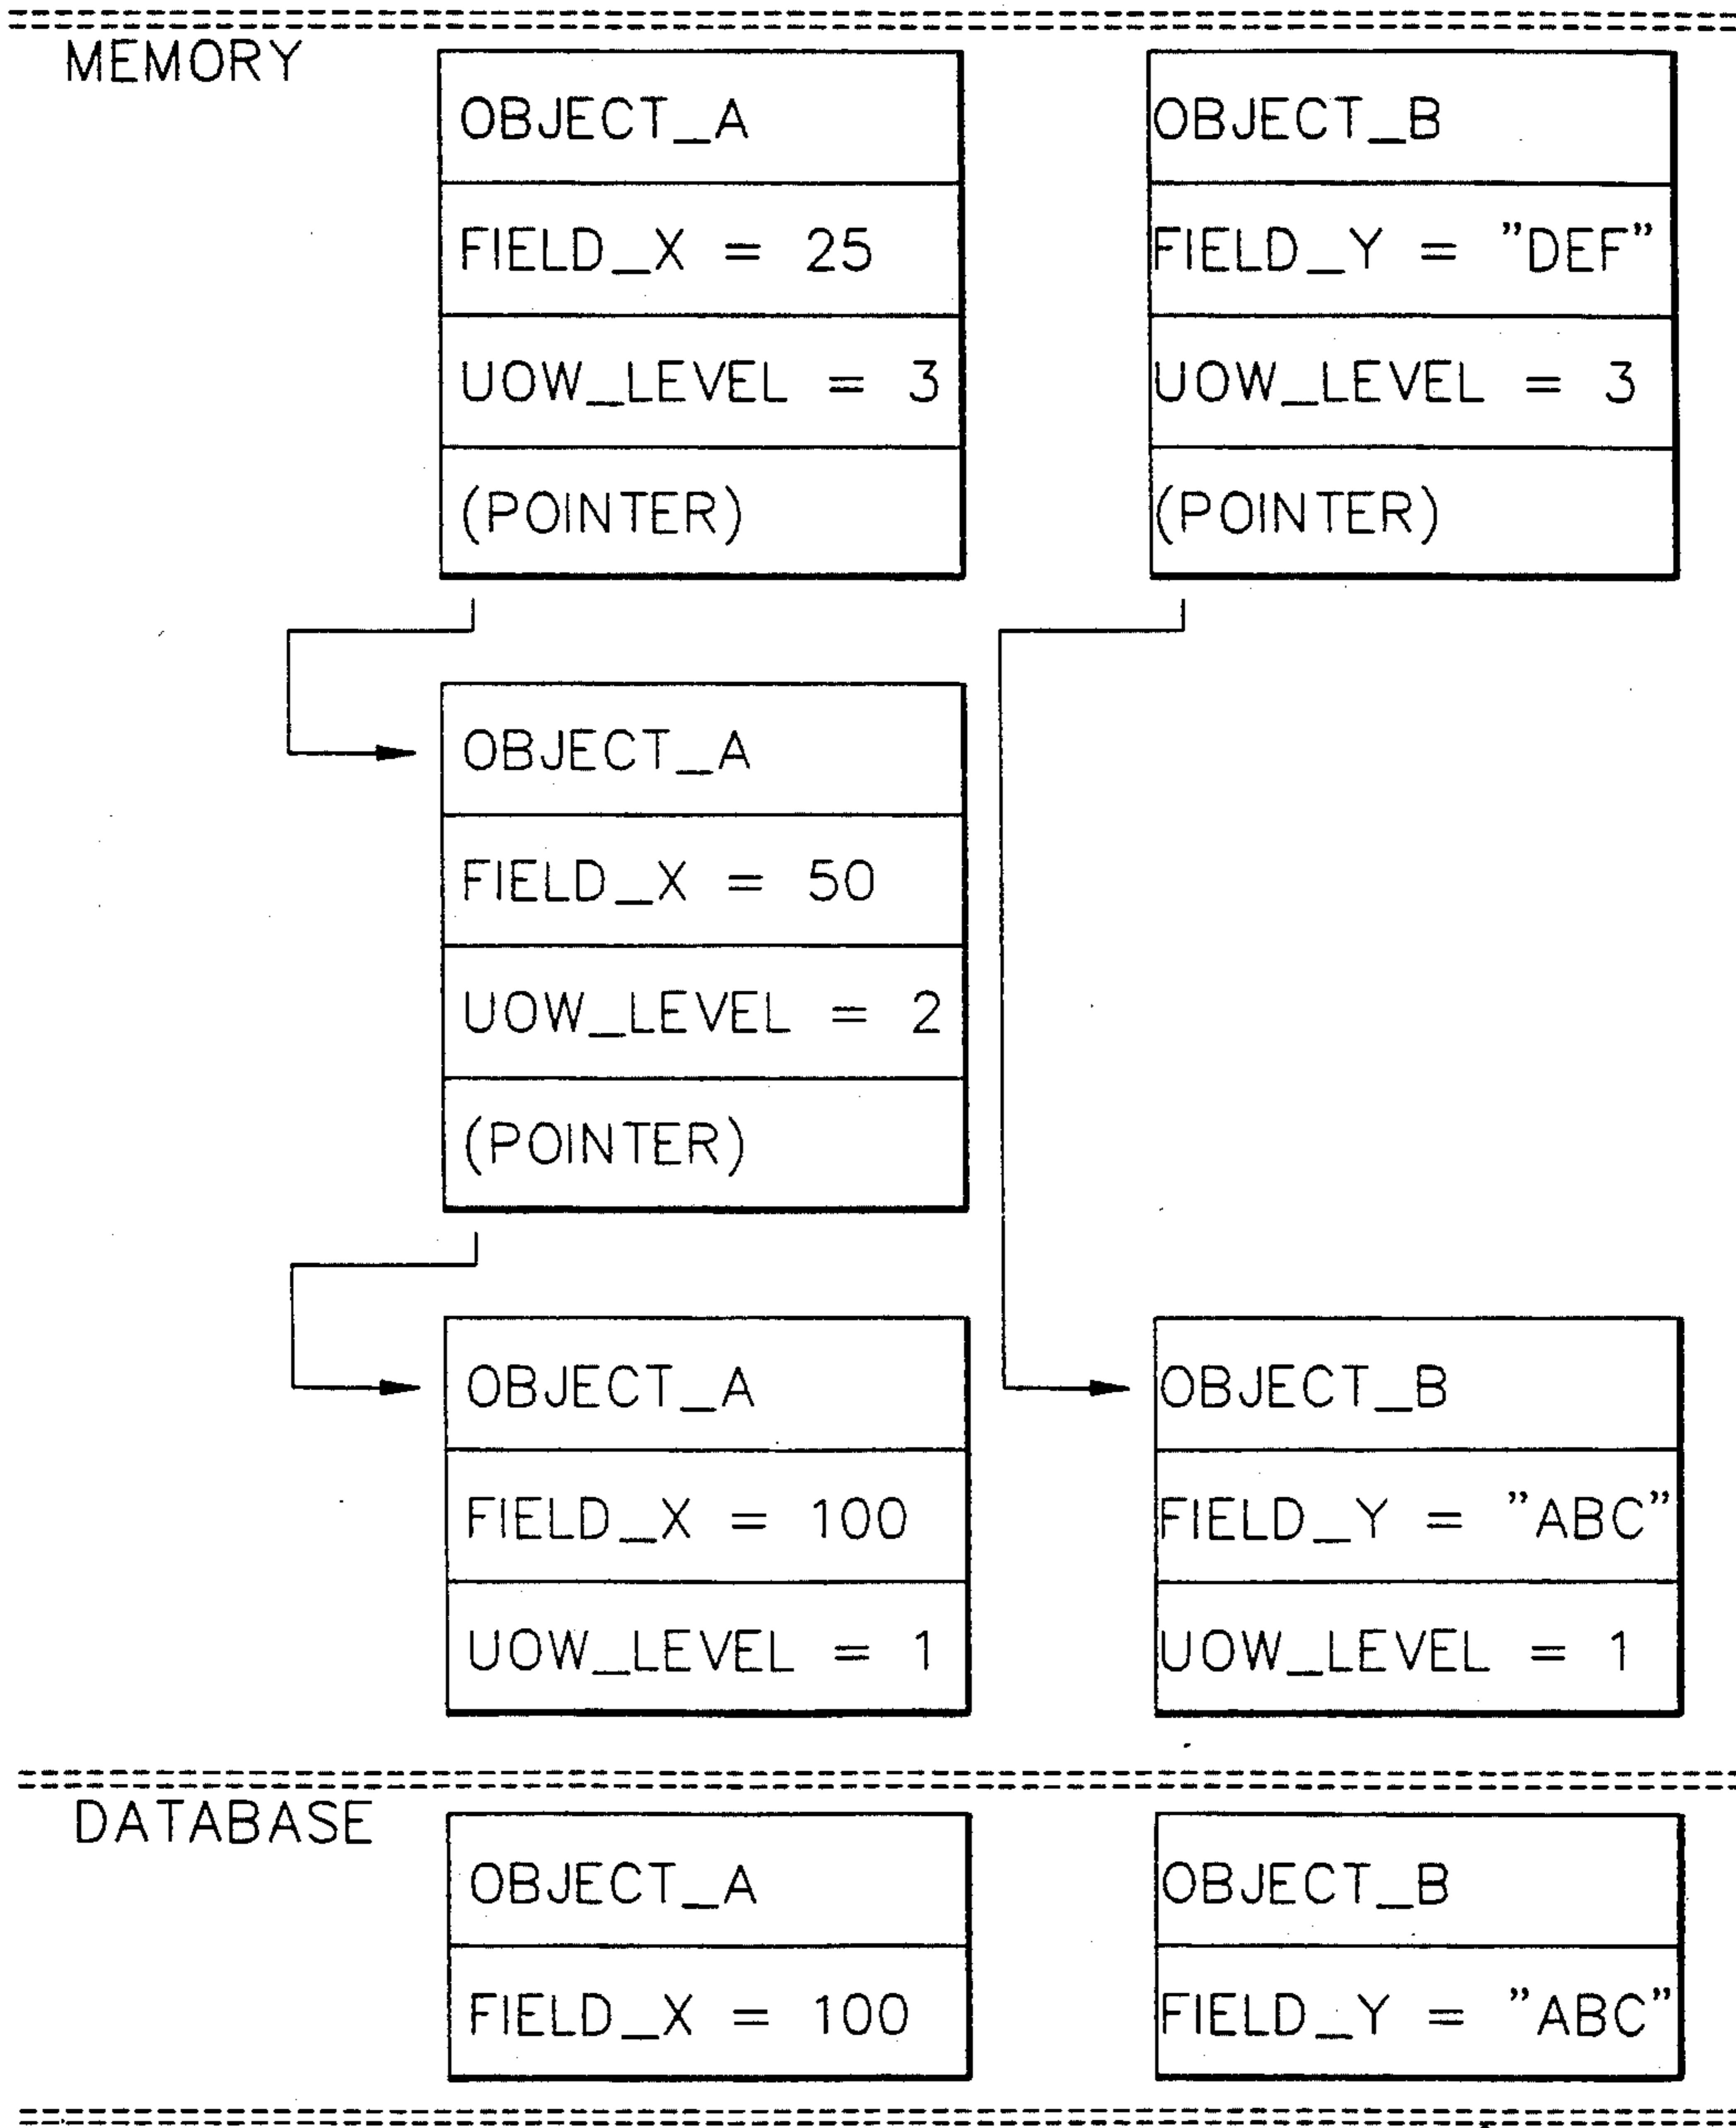 MEMORY
OBJECT_A
FIELD_X = 25
UOW_LEVEL = 3
(POINTER)
OBJECT_B
FIELD_Y = "DEF"
UOW_LEVEL = 3
(POINTER)
OBJECT_A
FIELD_X = 50
UOW_LEVEL = 2
(POINTER)
OBJECT_A
FIELD_X = 100
UOW_LEVEL = 1
OBJECT_B
FIELD_Y = "ABC"
UOW_LEVEL = 1
DATABASE
OBJECT_A
FIELD_X = 100
OBJECT_B
FIELD_Y = "ABC"